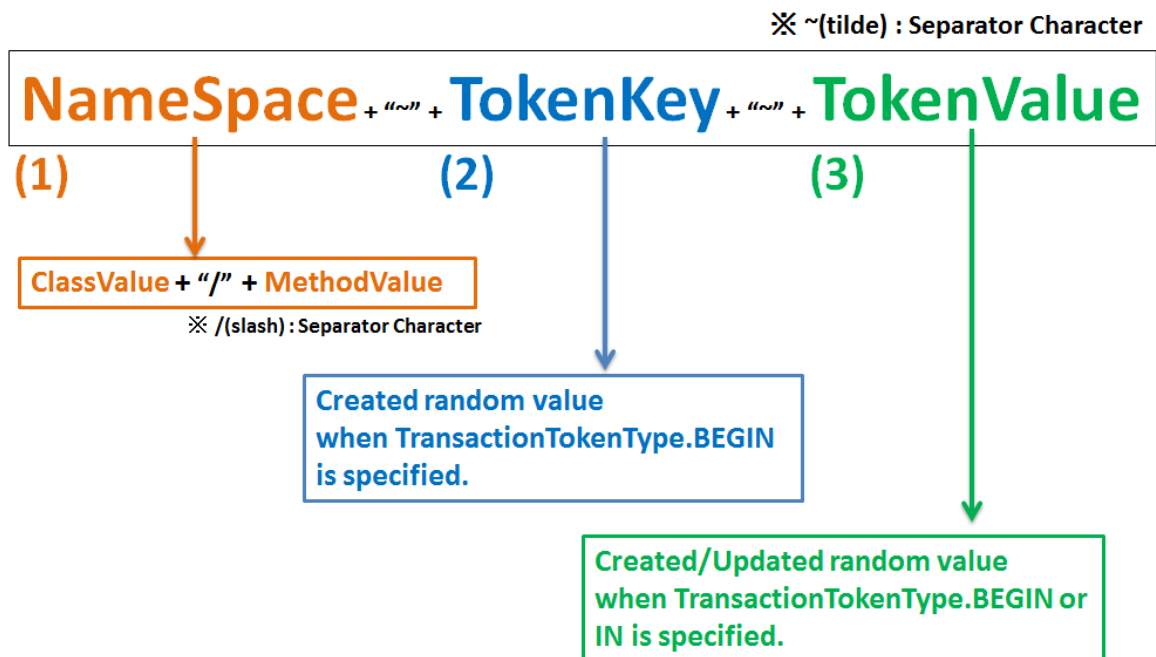 ※ ~(tilde) : Separator Character
NameSpace + “~” + TokenKey + “~” + TokenValue
(1) (2) (3)
ClassValue + “/” + MethodValue
※ /(slash) : Separator Character
Created random value
when TransactionTokenType.BEGIN
is specified.
Created/Updated random value
when TransactionTokenType.BEGIN or
IN is specified.